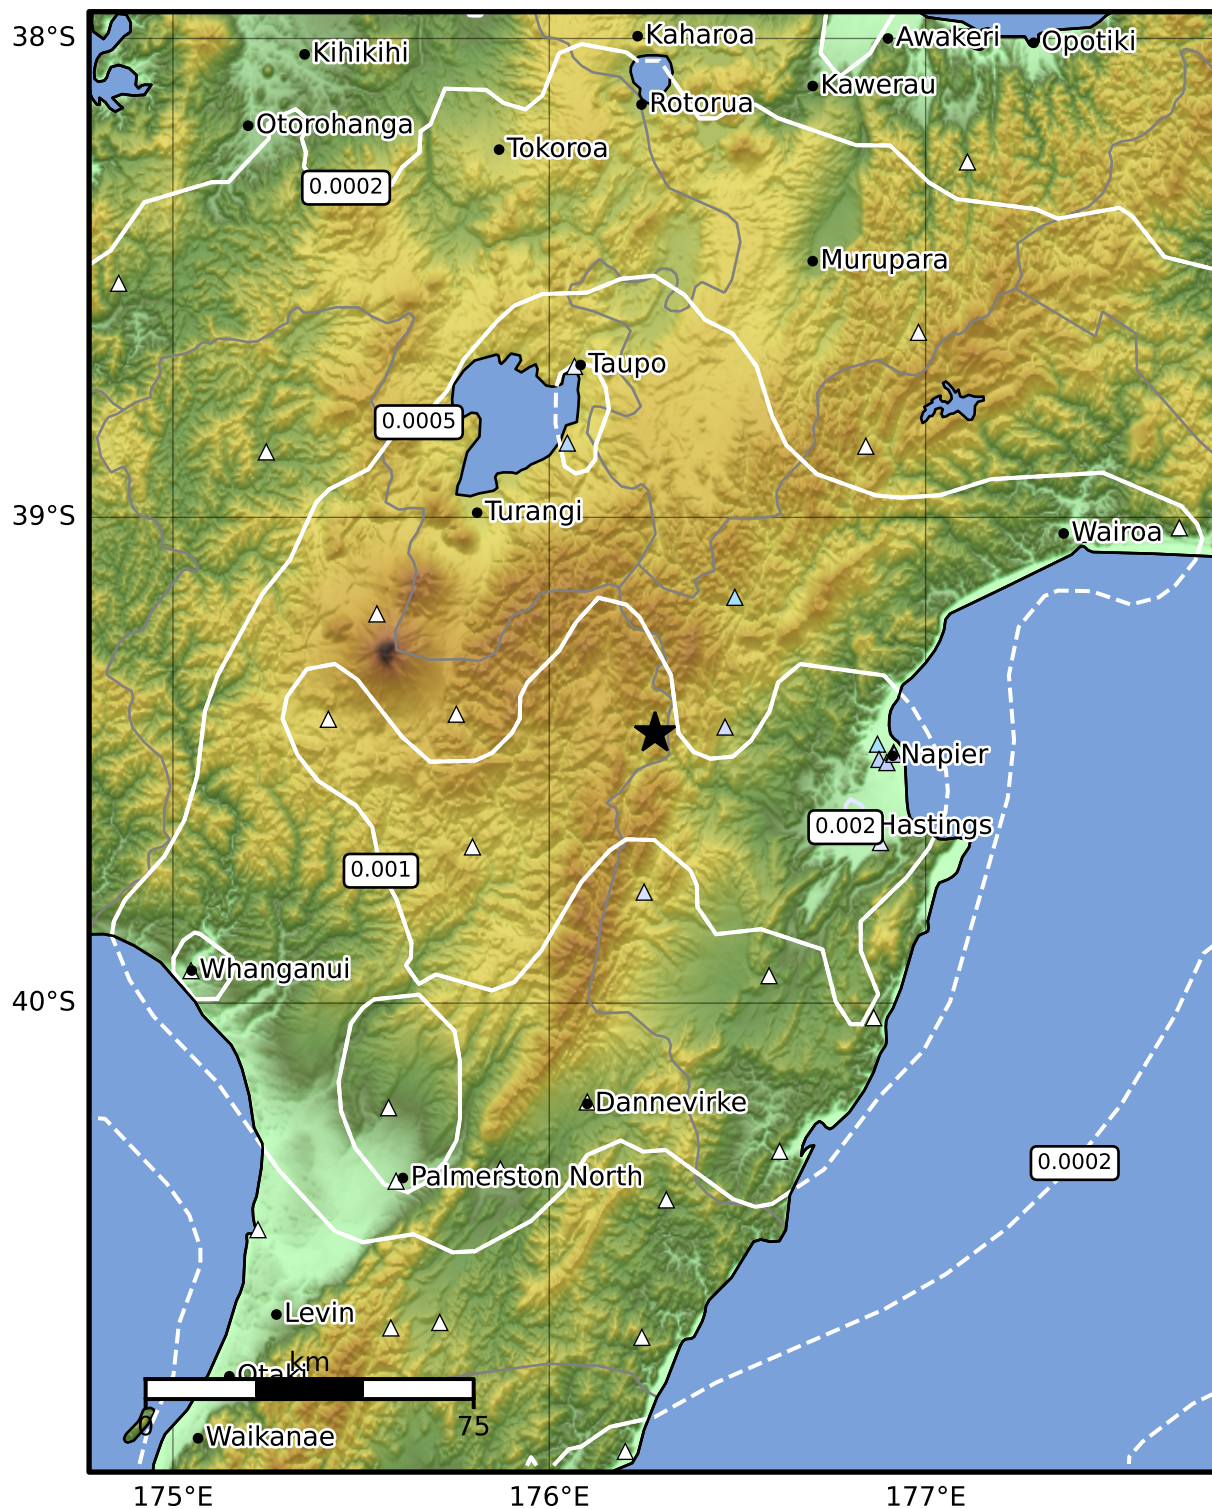 38°S
Kaharoa
Awakeri
Opotiki
Kihikihi
Kawerau
Rotorua
Otorohanga
Tokoroa
0.0002
Murupara
Taupo
0.0005
Turangi
39°S
Wairoa
Napier
0.002
Hastings
0.001
Whanganui
40°S
Dannevirke
0.0002
Palmerston North
Levin
km
Otaki
0
75
Waikanae
175°E
176°E
177°E